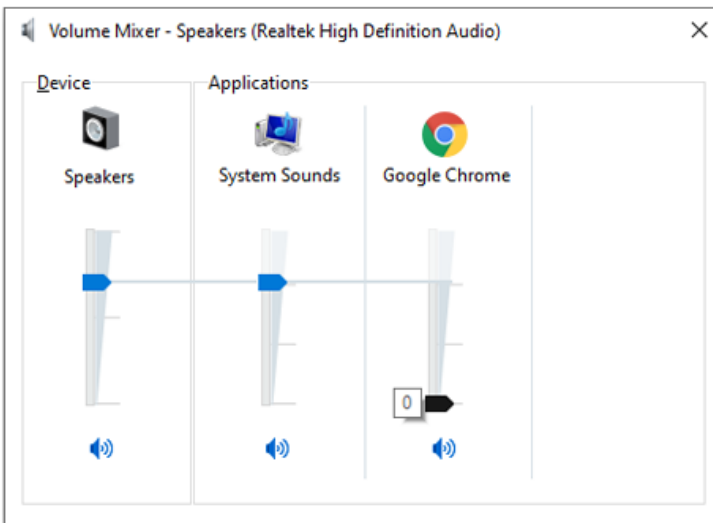 Volume Mixer - Speakers (Realtek High Definition Audio)
Device
Applications
Speakers
System Sounds
Google Chrome
0